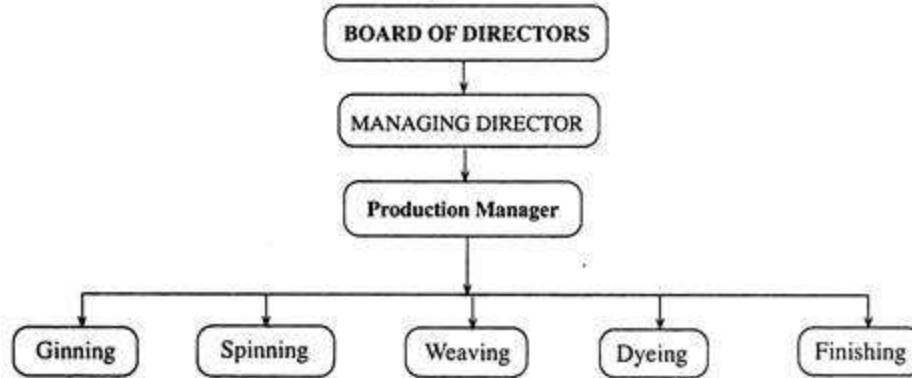 BOARD OF DIRECTORS
MANAGING DIRECTOR
Production Manager
Ginning
Spinning
Weaving
Dyeing
Finishing